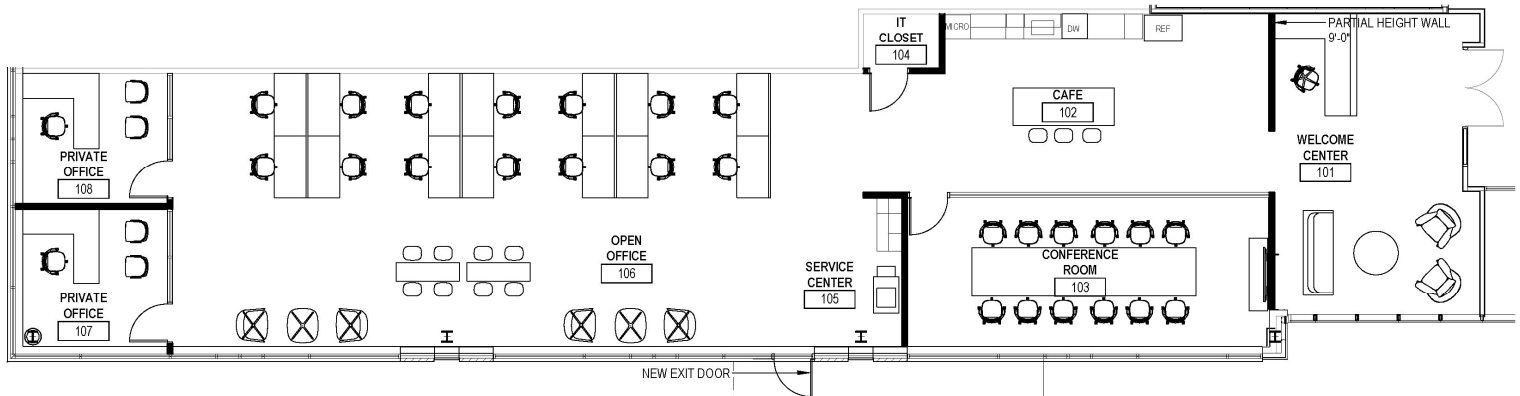 IT
CLOSET
104
MICRO
DW
REF
PARTIAL HEIGHT WALL
9'-0"
CAFE
102
WELCOME
CENTER
101
PRIVATE
OFFICE
108
OPEN
OFFICE
106
SERVICE
CENTER
105
CONFERENCE
ROOM
103
PRIVATE
OFFICE
107
NEW EXIT DOOR